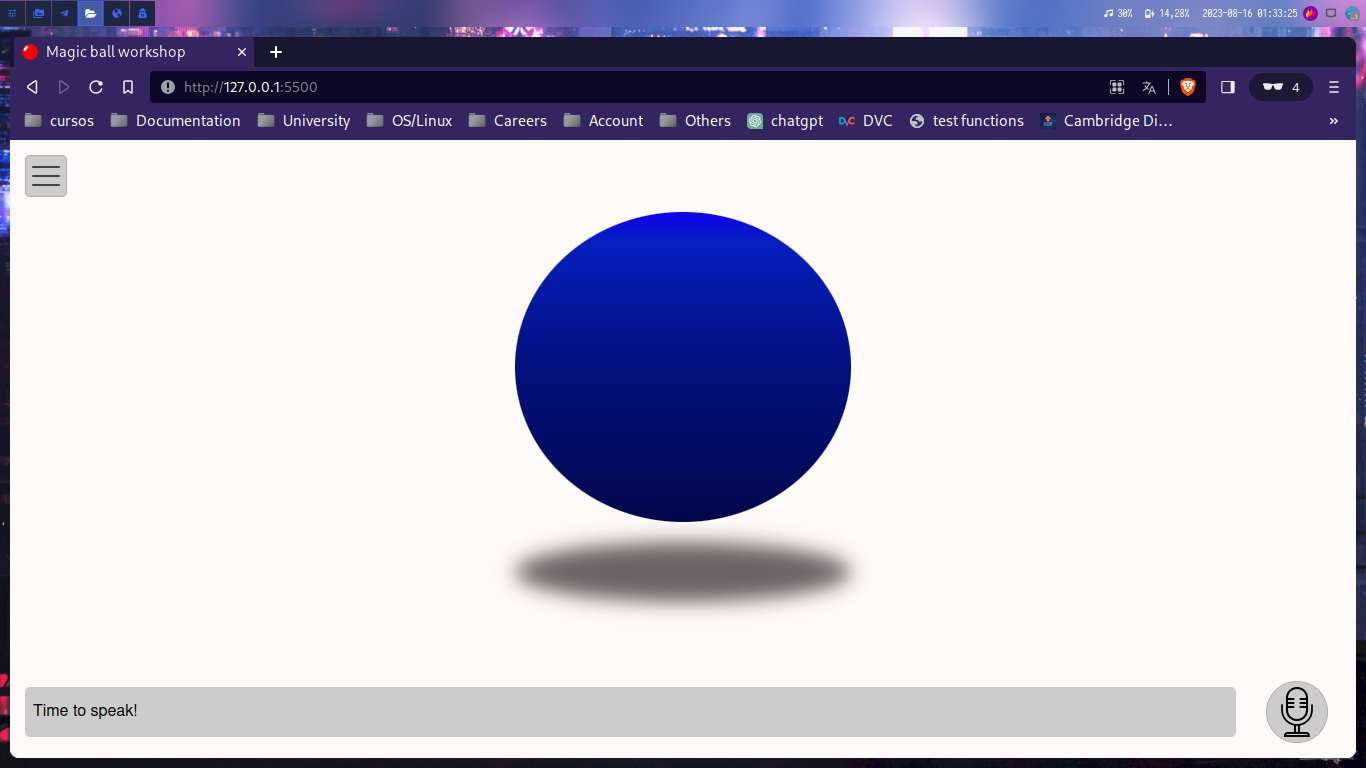 30% 14,28% 2023-08-16 01:33:25
Magic ball workshop
http://127.0.0.1:5500 4
cursos Documentation University OS/Linux Careers Account Others chatgpt DVC DVC test functions Cambridge Di… »
Time to speak!